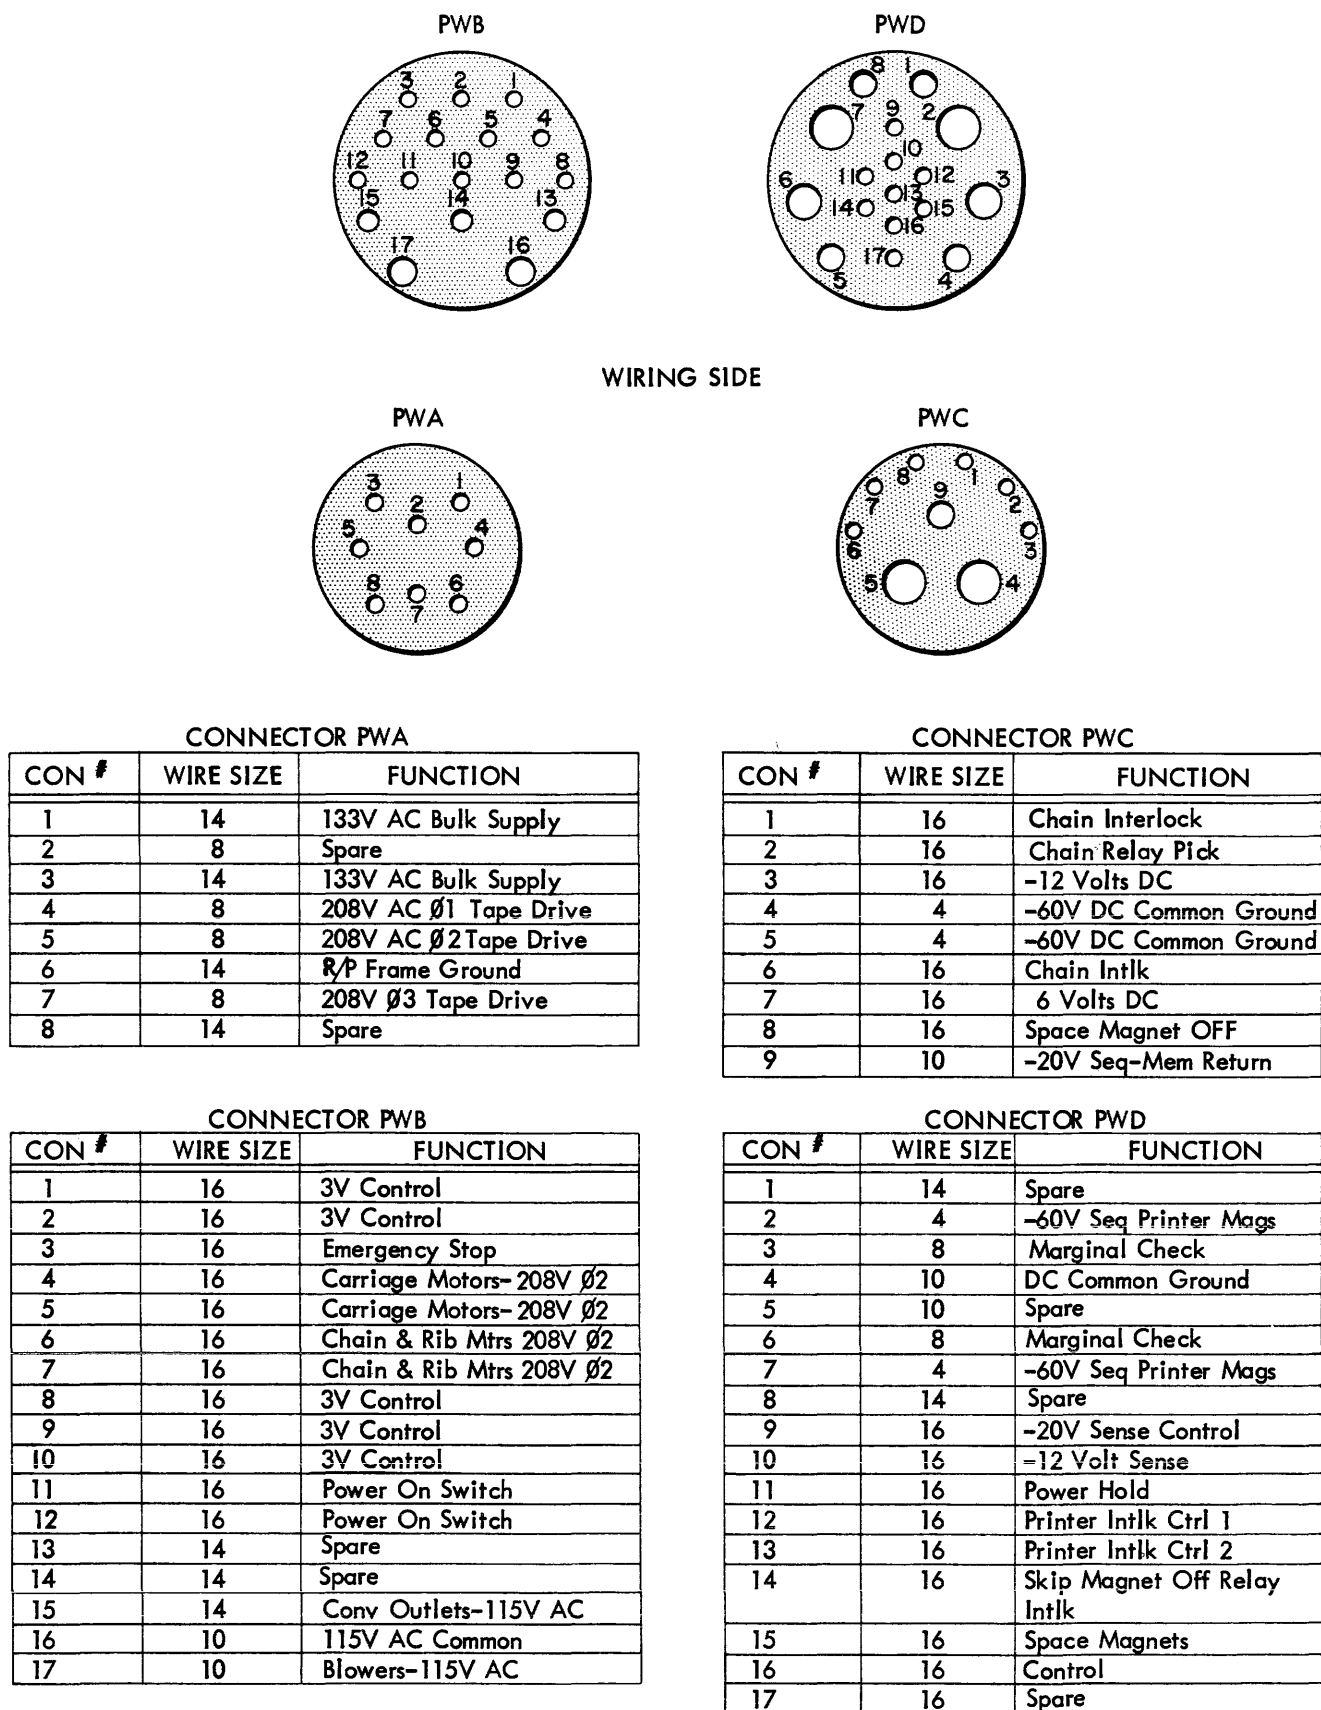 PWB
PWD
3 2 1
7 6 5 4
12 11 10 9 8
15 14 13
17 16
8 1
7 9 2
10
11 12
6 13 3
14 15
16
17
5 4
WIRING SIDE
PWA
PWC
3 1
2
5 4
8 6
7
8 1
7 9 2
6 3
5 4
CONNECTOR PWA
CON # WIRE SIZE FUNCTION
1 14 133V AC Bulk Supply
2 8 Spare
3 14 133V AC Bulk Supply
4 8 208V AC Ø1 Tape Drive
5 8 208V AC Ø2 Tape Drive
6 14 R/P Frame Ground
7 8 208V Ø3 Tape Drive
8 14 Spare
CONNECTOR PWC
CON # WIRE SIZE FUNCTION
1 16 Chain Interlock
2 16 Chain Relay Pick
3 16 -12 Volts DC
4 4 -60V DC Common Ground
5 4 -60V DC Common Ground
6 16 Chain Intlk
7 16 6 Volts DC
8 16 Space Magnet OFF
9 10 -20V Seq-Mem Return
CONNECTOR PWB
CON # WIRE SIZE FUNCTION
1 16 3V Control
2 16 3V Control
3 16 Emergency Stop
4 16 Carriage Motors-208V Ø2
5 16 Carriage Motors-208V Ø2
6 16 Chain & Rib Mtrs 208V Ø2
7 16 Chain & Rib Mtrs 208V Ø2
8 16 3V Control
9 16 3V Control
10 16 3V Control
11 16 Power On Switch
12 16 Power On Switch
13 14 Spare
14 14 Spare
15 14 Conv Outlets-115V AC
16 10 115V AC Common
17 10 Blowers-115V AC
CONNECTOR PWD
CON # WIRE SIZE FUNCTION
1 14 Spare
2 4 -60V Seq Printer Mags
3 8 Marginal Check
4 10 DC Common Ground
5 10 Spare
6 8 Marginal Check
7 4 -60V Seq Printer Mags
8 14 Spare
9 16 -20V Sense Control
10 16 -12 Volt Sense
11 16 Power Hold
12 16 Printer Intlk Ctrl 1
13 16 Printer Intlk Ctrl 2
14 16 Skip Magnet Off Relay
Intlk
15 16 Space Magnets
16 16 Control
17 16 Spare